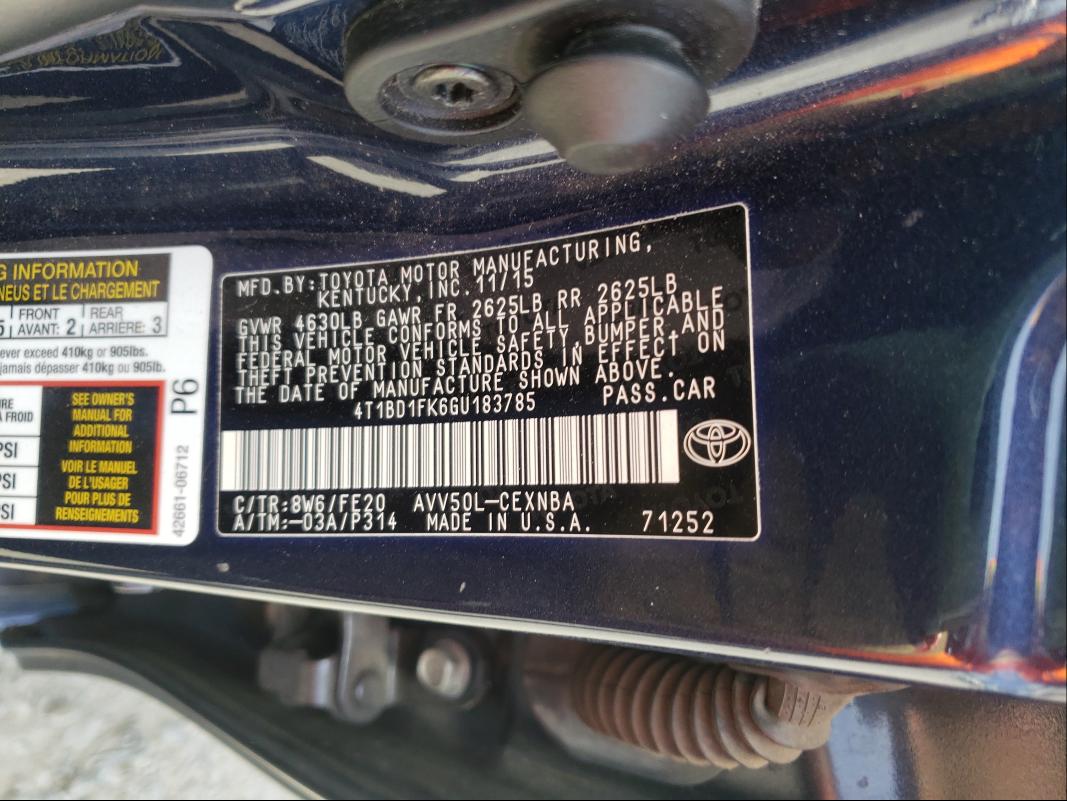 G INFORMATION
NEUS ET LE CHARGEMENT
5 | FRONT AVANT: 2 | REAR ARRIÈRE: 3
ever exceed 410kg or 905lbs.
jamais dépasser 410kg ou 905lb.
URE
A FROID
PSI
PSI
PSI
SEE OWNER'S
MANUAL FOR
ADDITIONAL
INFORMATION
VOIR LE MANUEL
DE L'USAGER
POUR PLUS DE
RENSEIGNEMENTS
P6
42661-06712
MFD.BY:TOYOTA MOTOR MANUFACTURING,
KENTUCKY, INC. 11/15
GVWR 4630LB GAWR FR 2625LB RR 2625LB
THIS VEHICLE CONFORMS TO ALL APPLICABLE
FEDERAL MOTOR VEHICLE SAFETY,BUMPER,AND
THEFT PREVENTION STANDARDS IN EFFECT ON
THE DATE OF MANUFACTURE SHOWN ABOVE.
4T1BD1FK6GU183785 PASS.CAR
C/TR:8W6/FE20 AVV50L-CEXNBA
A/TM:-03A/P314 MADE IN U.S.A. 71252